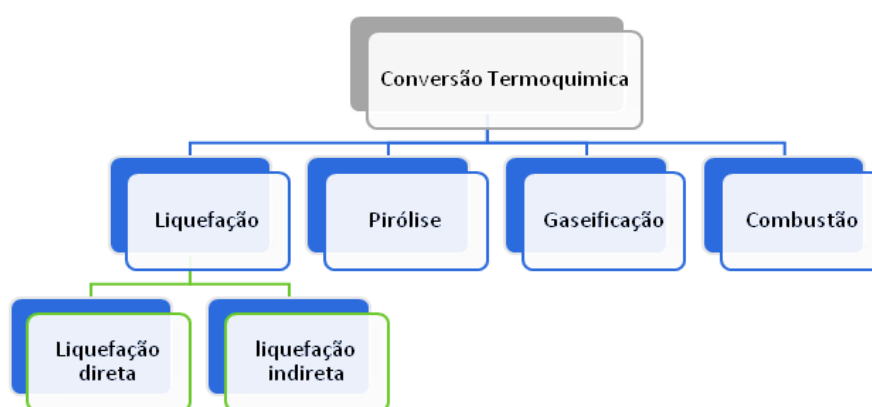 Conversão Termoquimica
Liquefação
Pirólise
Gaseificação
Combustão
Liquefação
direta
liquefação
indireta